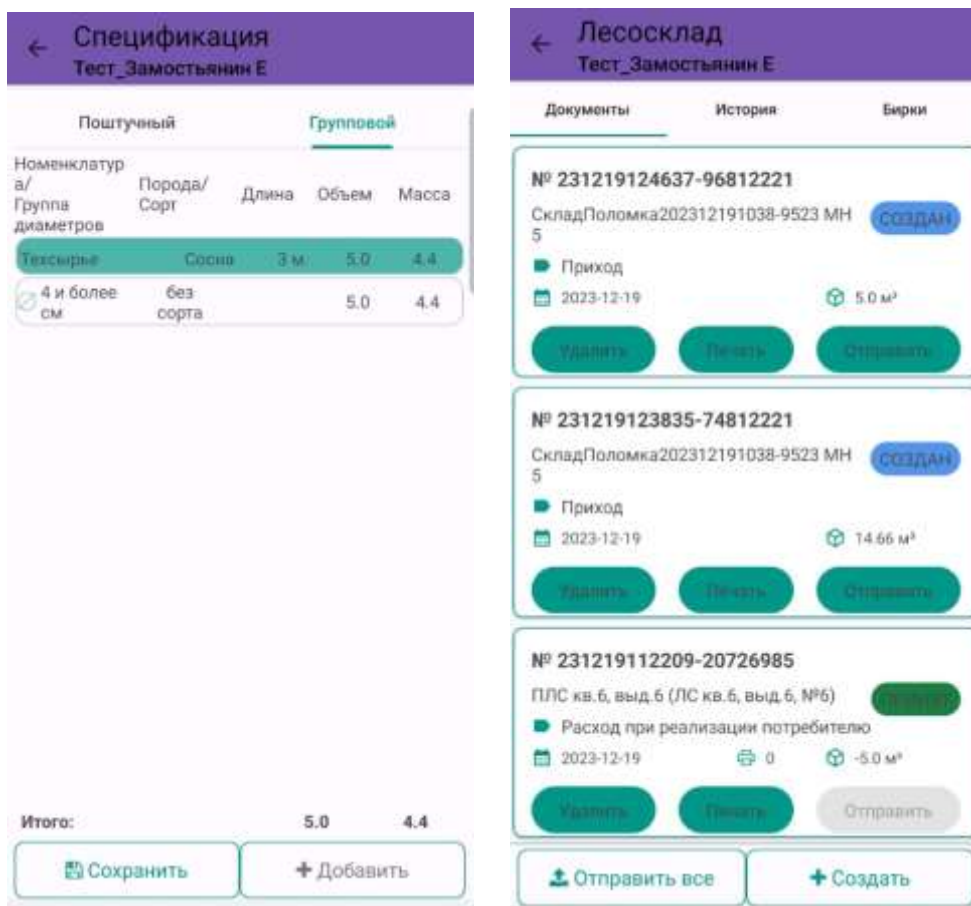 Спецификация
Тест_Замостьянин Е
Поштучный
Групповой
Номенклатур
а/
Группа
диаметров
Порода/
Сорт
Длина
Объем
Масса
Техсырье Сосна 3 м 5.0 4.4
4 и более
см
без
сорта
5.0 4.4
Итого: 5.0 4.4
Сохранить
+ Добавить
Лесосклад
Тест_Замостьянин Е
Документы
История
Бирки
№ 231219124637-96812221
СкладПоломка202312191038-9523 МН
5
СОЗДАН
Приход
2023-12-19
5.0 м³
Удалить
Печать
Отправить
№ 231219123835-74812221
СкладПоломка202312191038-9523 МН
5
СОЗДАН
Приход
2023-12-19
14.66 м³
Удалить
Печать
Отправить
№ 231219112209-20726985
ПЛС кв.6, выд.6 (ЛС кв.6, выд.6, №6)
Расход при реализации потребителю
2023-12-19
0
-5.0 м³
Удалить
Печать
Отправить
Отправить все
+ Создать